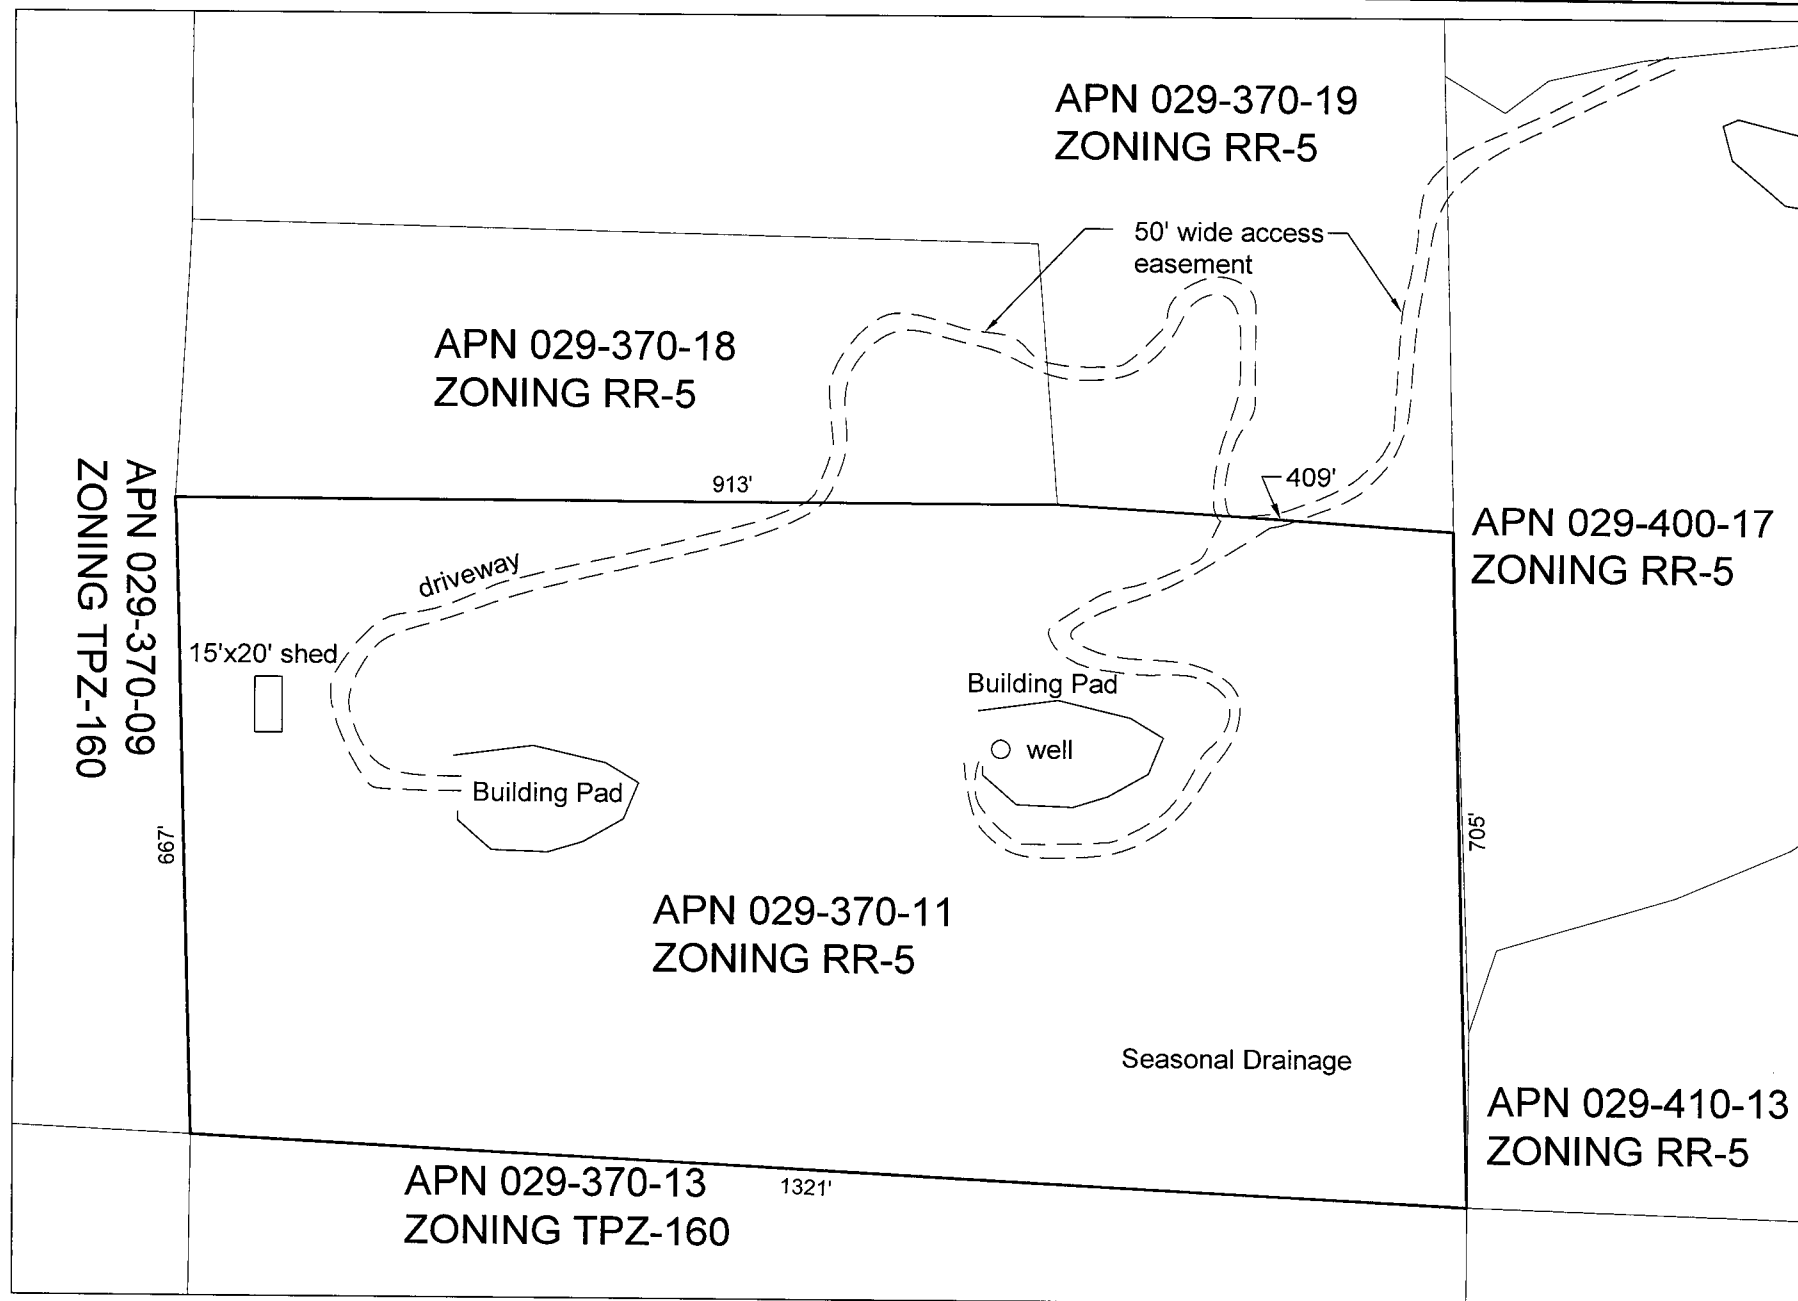 APN 029-370-19
ZONING RR-5
50' wide access
easement
APN 029-370-18
ZONING RR-5
913'
409'
APN 029-400-17
ZONING RR-5
APN 029-370-09
ZONING TPZ-160
driveway
15'x20' shed
Building Pad
well
Building Pad
667'
705'
APN 029-370-11
ZONING RR-5
Seasonal Drainage
APN 029-410-13
ZONING RR-5
APN 029-370-13
ZONING TPZ-160
1321'